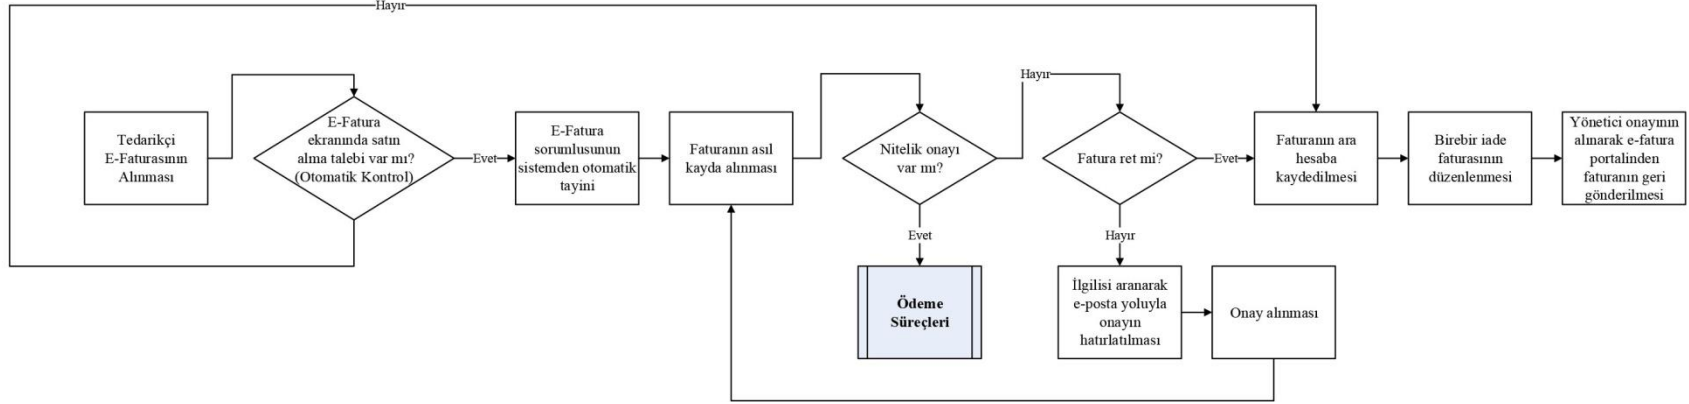 Hayır
Tedarikçi
E-Faturasının
Alınması
E-Fatura
ekranında satın
alma talebi var mı?
(Otomatik Kontrol)
Evet
E-Fatura
sorumlusunun
sistemden otomatik
tayini
Faturanın asıl
kayda alınması
Nitelik onayı
var mı?
Hayır
Evet
Ödeme
Süreçleri
Fatura ret mi?
Evet
Hayır
İlgilisi aranarak
e-posta yoluyla
onayın
hatırlatılması
Onay alınması
Faturanın ara
hesaba
kaydedilmesi
Birebir iade
faturasının
düzenlenmesi
Yönetici onayının
alınarak e-fatura
portalinden
faturanın geri
gönderilmesi